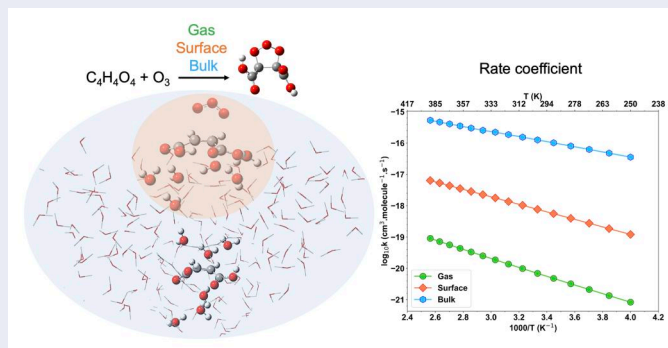 Gas
Surface
Bulk
C₄H₄O₄ + O₃
Rate coefficient
T (K)
417 385 357 333 312 294 278 263 250 238
log₁₀k (cm³.molecule⁻¹.s⁻¹)
−15
−16
−17
−18
−19
−20
−21
Gas
Surface
Bulk
2.4 2.6 2.8 3.0 3.2 3.4 3.6 3.8 4.0 4.2
1000/T (K⁻¹)